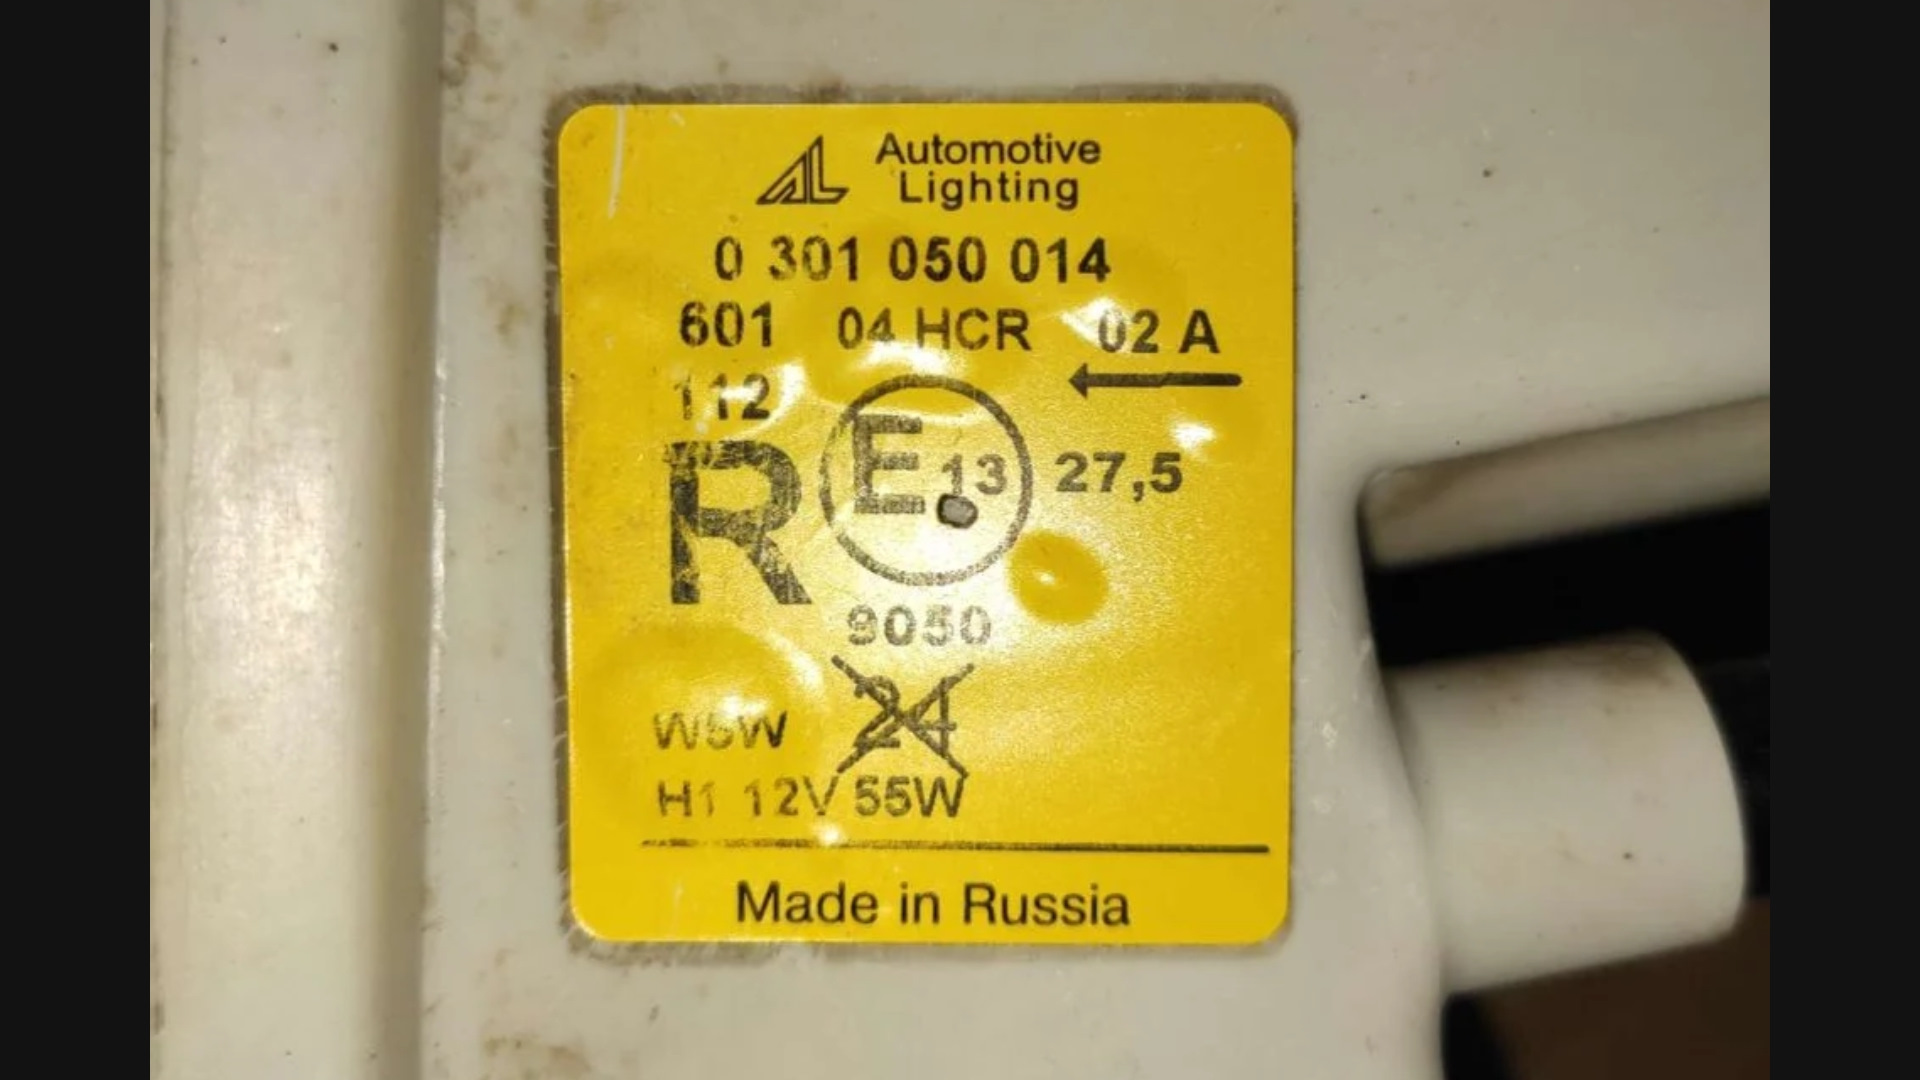 AL Automotive
Lighting
0 301 050 014
601 04 HCR 02 A
112
R E 13 27,5
9050
W5W 24
H1 12V 55W
Made in Russia